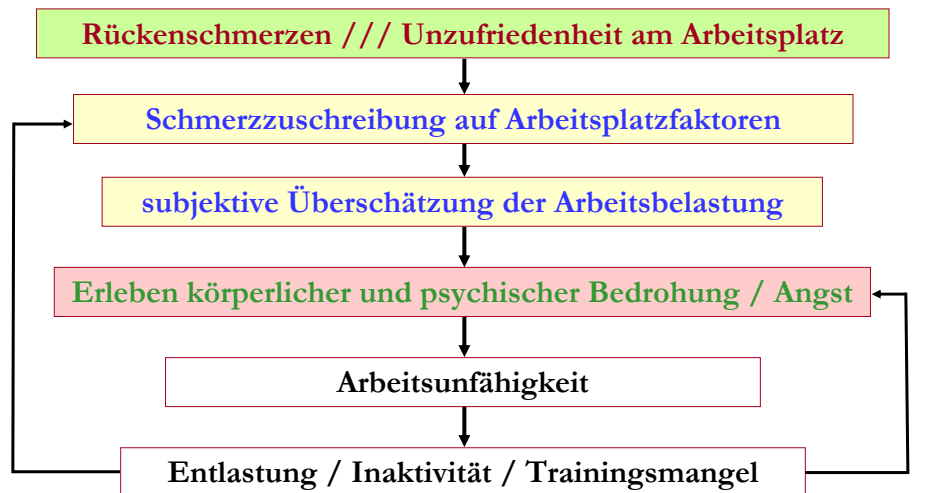 Rückenschmerzen /// Unzufriedenheit am Arbeitsplatz
Schmerzzuschreibung auf Arbeitsplatzfaktoren
subjektive Überschätzung der Arbeitsbelastung
Erleben körperlicher und psychischer Bedrohung / Angst
Arbeitsunfähigkeit
Entlastung / Inaktivität / Trainingsmangel